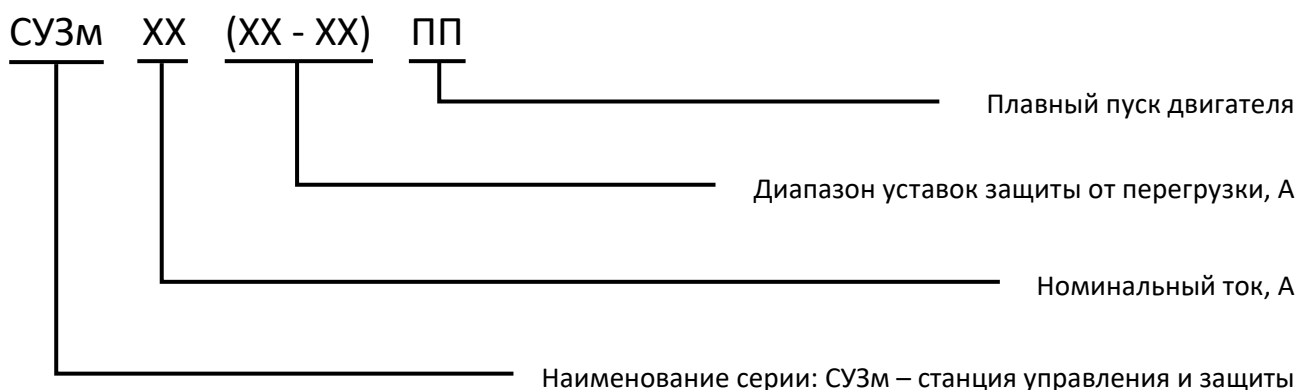 СУЗм ХХ (ХХ - ХХ) ПП
Плавный пуск двигателя
Диапазон уставок защиты от перегрузки, А
Номинальный ток, А
Наименование серии: СУЗм – станция управления и защиты